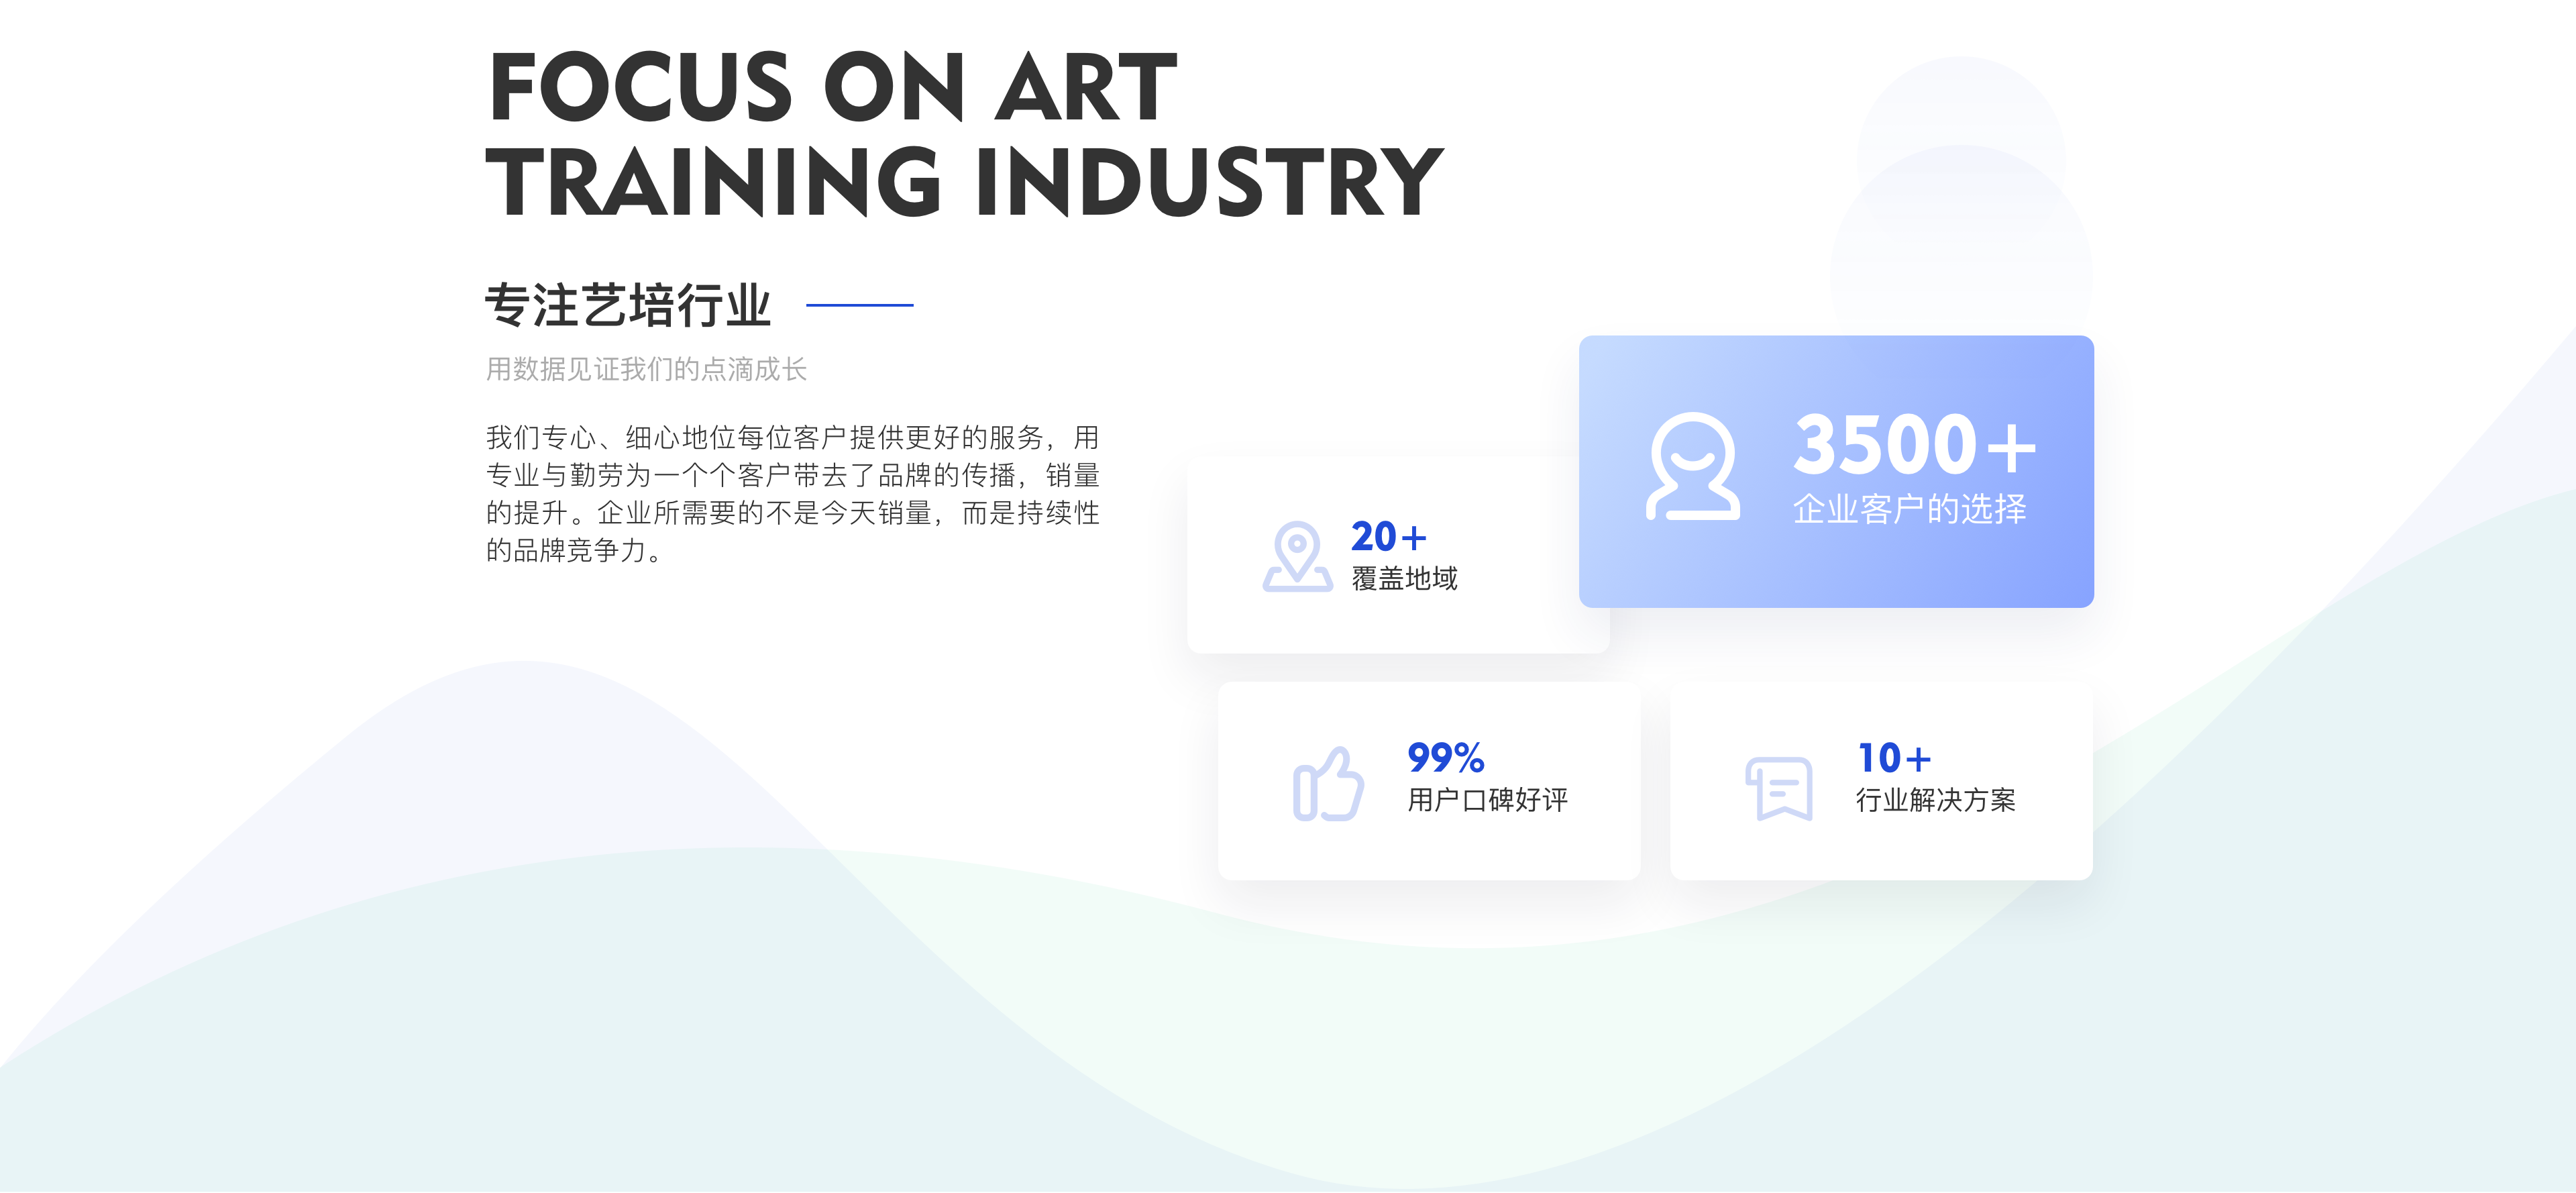 FOCUS ON ART
TRAINING INDUSTRY
专注艺培行业
用数据见证我们的点滴成长
我们专心、细心地位每位客户提供更好的服务，用
专业与勤劳为一个个客户带去了品牌的传播，销量
的提升。企业所需要的不是今天销量，而是持续性
的品牌竞争力。
3500+
企业客户的选择
20+
覆盖地域
99%
用户口碑好评
10+
行业解决方案